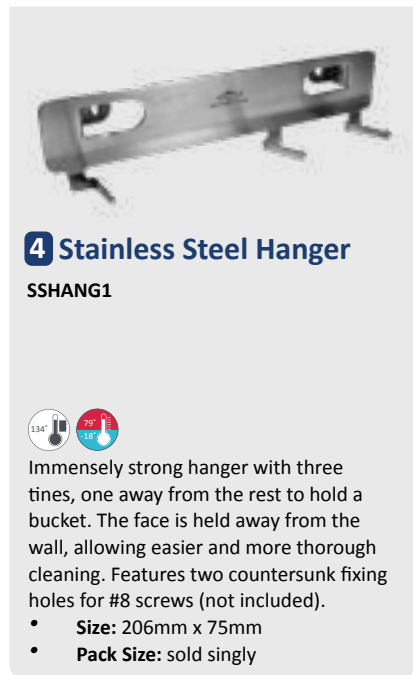 4 Stainless Steel Hanger
SSHANG1
134˚
79˚
-18˚
Immensely strong hanger with three
tines, one away from the rest to hold a
bucket. The face is held away from the
wall, allowing easier and more thorough
cleaning. Features two countersunk fixing
holes for #8 screws (not included).
• Size: 206mm x 75mm
• Pack Size: sold singly